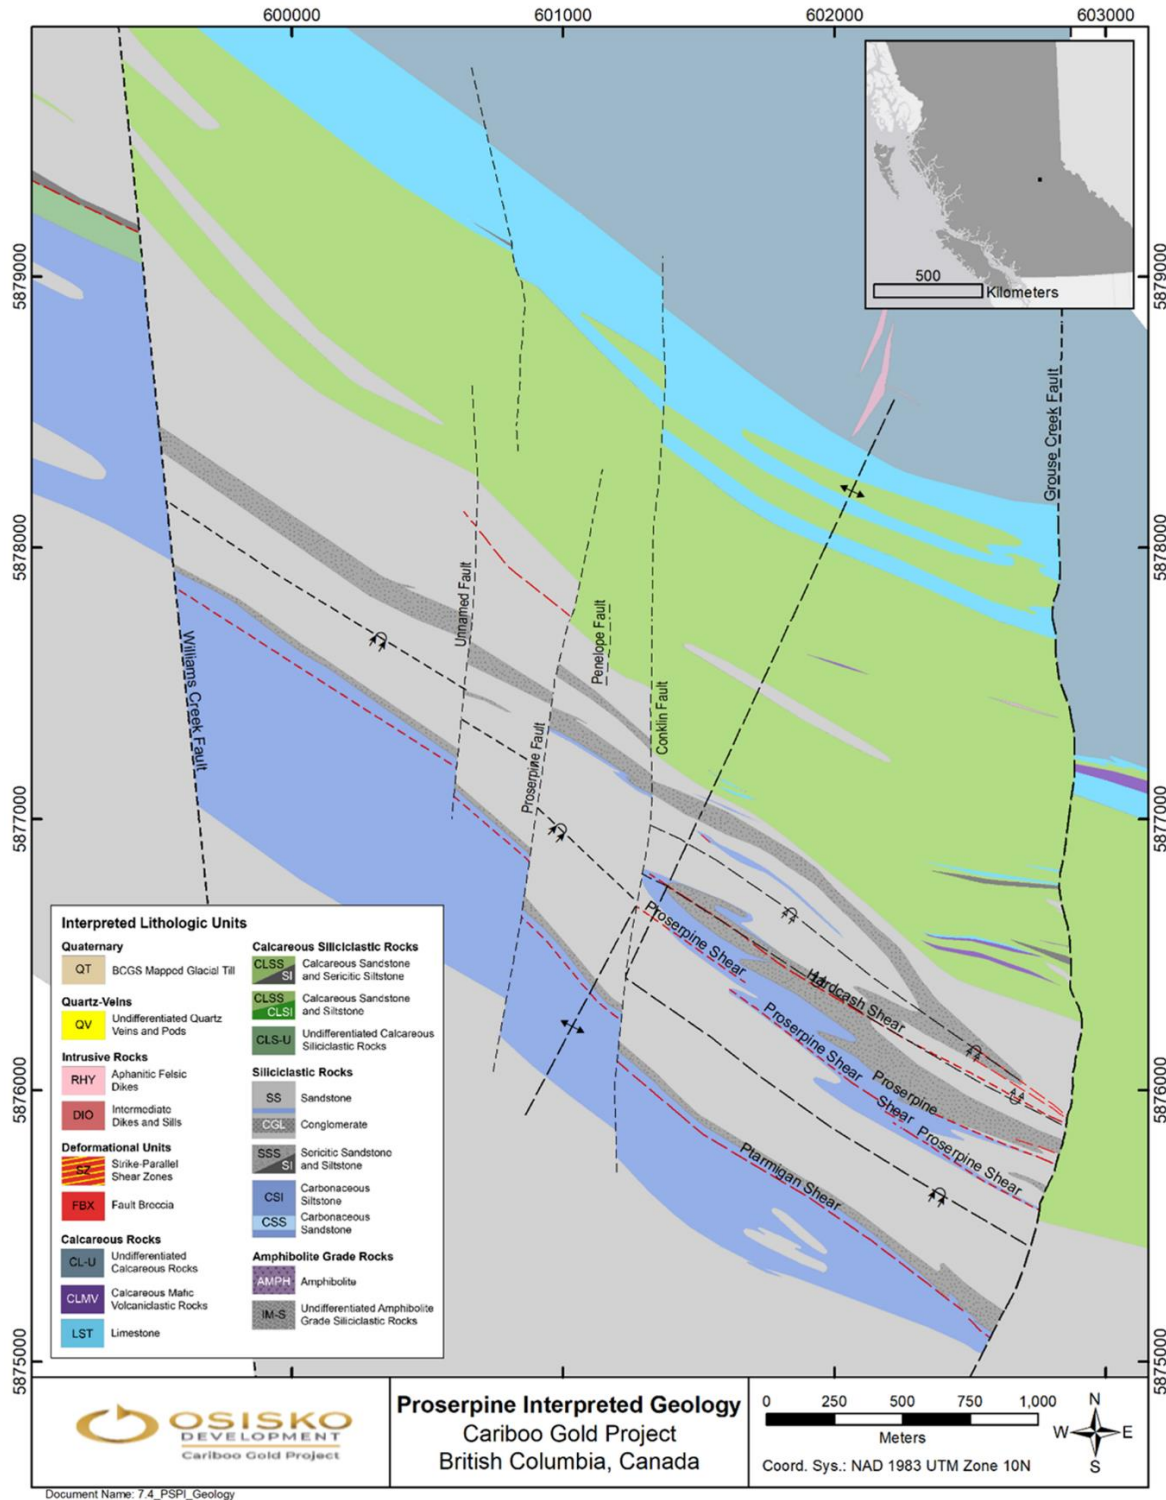 600000
601000
602000
603000
5879000
5878000
5877000
5876000
5875000
5879000
5878000
5877000
5876000
5875000
500
Kilometers
Grouse Creek Fault
Williams Creek Fault
Unnamed Fault
Proserpine Fault
Penelope Fault
Conklin Fault
Proserpine Shear
Hardcash Shear
Proserpine Shear
Proserpine
Shear
Proserpine Shear
Ptarmigan Shear
Interpreted Lithologic Units
Quaternary
QT
BCGS Mapped Glacial Till
Quartz-Veins
QV
Undifferentiated Quartz
Veins and Pods
Intrusive Rocks
RHY
Aphanitic Felsic
Dikes
DIO
Intermediate
Dikes and Sills
Deformational Units
SZ
Strike-Parallel
Shear Zones
FBX
Fault Breccia
Calcareous Rocks
CL-U
Undifferentiated
Calcareous Rocks
CLMV
Calcareous Mafic
Volcaniclastic Rocks
LST
Limestone
Calcareous Siliciclastic Rocks
CLSS
SI
Calcareous Sandstone
and Sericitic Siltstone
CLSS
CLSI
Calcareous Sandstone
and Siltstone
CLS-U
Undifferentiated Calcareous
Siliciclastic Rocks
Siliciclastic Rocks
SS
Sandstone
CGL
Conglomerate
SSS
SI
Sericitic Sandstone
and Siltstone
CSI
Carbonaceous
Siltstone
CSS
Carbonaceous
Sandstone
Amphibolite Grade Rocks
AMPH
Amphibolite
IM-S
Undifferentiated Amphibolite
Grade Siliciclastic Rocks
OSISKO
DEVELOPMENT
Cariboo Gold Project
Proserpine Interpreted Geology
Cariboo Gold Project
British Columbia, Canada
0 250 500 750 1,000
Meters
Coord. Sys.: NAD 1983 UTM Zone 10N
N
W E
S
Document Name: 7.4_PSPI_Geology